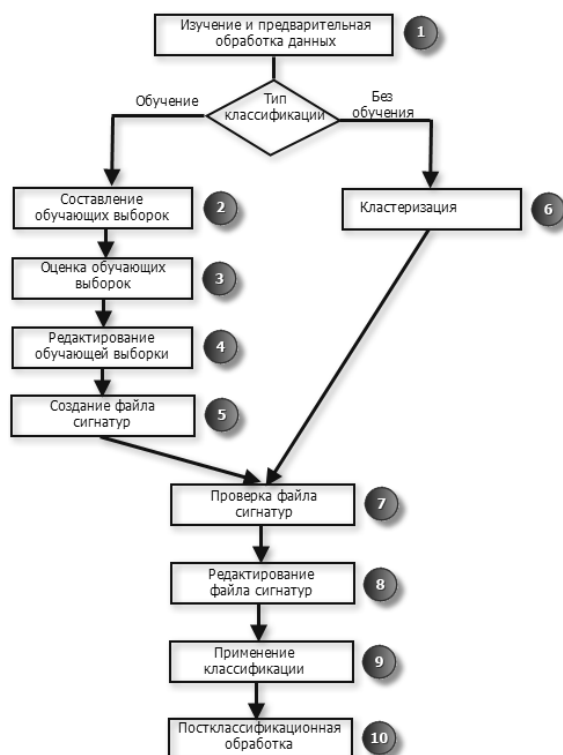 Изучение и предварительная
обработка данных
1
Тип
классификации
Обучение
Без
обучения
Составление
обучающих выборок
2
Кластеризация
6
Оценка обучающих
выборок
3
Редактирование
обучающей выборки
4
Создание файла
сигнатур
5
Проверка файла
сигнатур
7
Редактирование
файла сигнатур
8
Применение
классификации
9
Постклассификационная
обработка
10